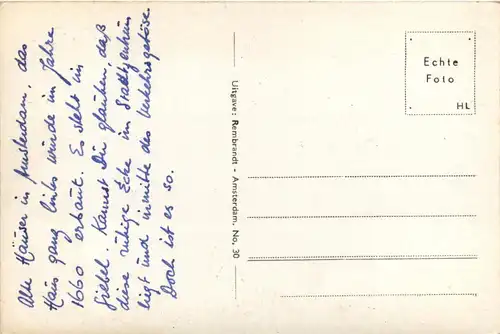 Alte Häuser in Amsterdam, das
Haus ganz links wurde im Jahre
1660 erbaut. Es steht im
Giebel. Kannst Du glauben, daß
diese ruhige Ecke im Stadtzentrum
liegt und inmitte des Verkehrsgetöse.
Doch ist es so.
Uitgave: Rembrandt - Amsterdam. No. 30
Echte
Foto
HL